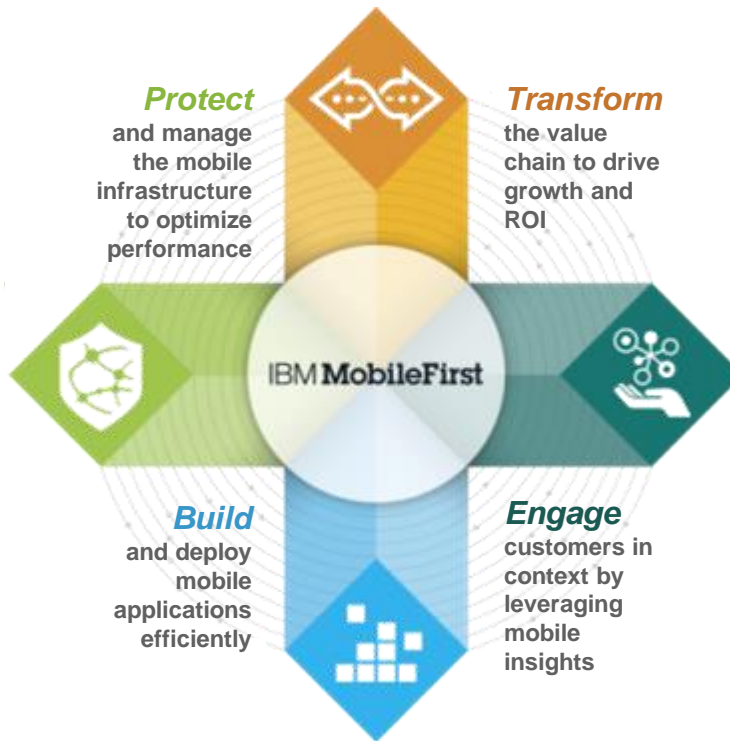 Protect
and manage
the mobile
infrastructure
to optimize
performance
Transform
the value
chain to drive
growth and
ROI
IBM MobileFirst
Build
and deploy
mobile
applications
efficiently
Engage
customers in
context by
leveraging
mobile
insights